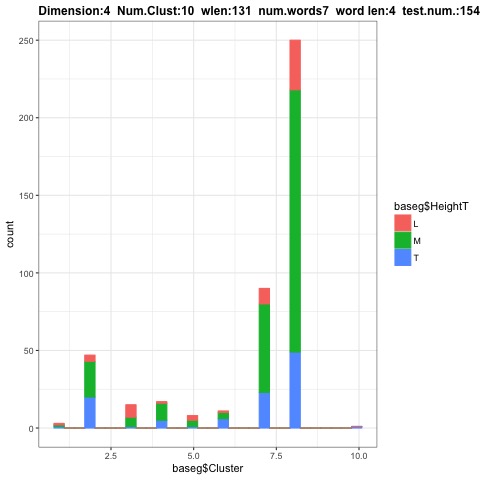 Dimension:4 Num.Clust:10 wlen:131 num.words7 word len:4 test.num.:154
250
200
150
100
50
0
count
2.5 5.0 7.5 10.0
baseg$Cluster
baseg$HeightT
L
M
T